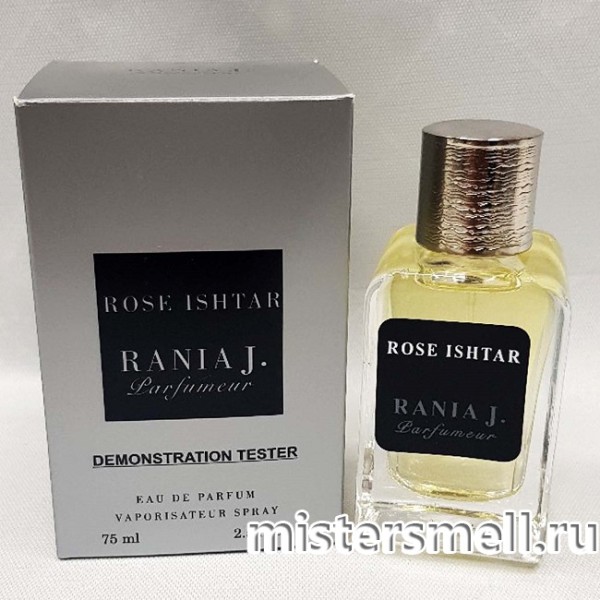 RANIA J.
ROSE ISHTAR
RANIA J.
Parfumeur
DEMONSTRATION TESTER
EAU DE PARFUM
VAPORISATEUR SPRAY
75 ml
ROSE ISHTAR
RANIA J.
Parfumeur
mistersmell.ru